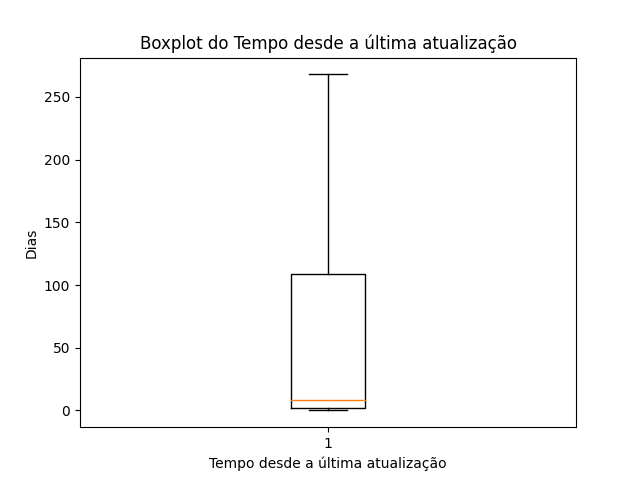 Boxplot do Tempo desde a última atualização
250
200
150
100
50
0
Dias
1
Tempo desde a última atualização